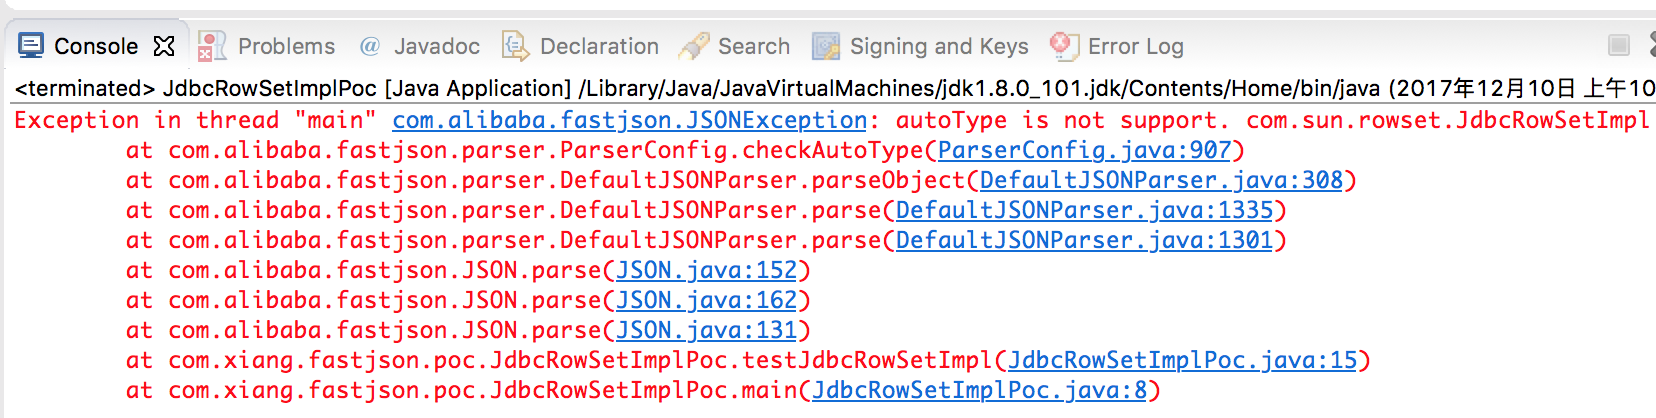 Console Problems @ Javadoc Declaration Search Signing and Keys Error Log
<terminated> JdbcRowSetImplPoc [Java Application] /Library/Java/JavaVirtualMachines/jdk1.8.0_101.jdk/Contents/Home/bin/java (2017年12月10日 上午10
Exception in thread "main" com.alibaba.fastjson.JSONException: autoType is not support. com.sun.rowset.JdbcRowSetImpl
at com.alibaba.fastjson.parser.ParserConfig.checkAutoType(ParserConfig.java:907)
at com.alibaba.fastjson.parser.DefaultJSONParser.parseObject(DefaultJSONParser.java:308)
at com.alibaba.fastjson.parser.DefaultJSONParser.parse(DefaultJSONParser.java:1335)
at com.alibaba.fastjson.parser.DefaultJSONParser.parse(DefaultJSONParser.java:1301)
at com.alibaba.fastjson.JSON.parse(JSON.java:152)
at com.alibaba.fastjson.JSON.parse(JSON.java:162)
at com.alibaba.fastjson.JSON.parse(JSON.java:131)
at com.xiang.fastjson.poc.JdbcRowSetImplPoc.testJdbcRowSetImpl(JdbcRowSetImplPoc.java:15)
at com.xiang.fastjson.poc.JdbcRowSetImplPoc.main(JdbcRowSetImplPoc.java:8)